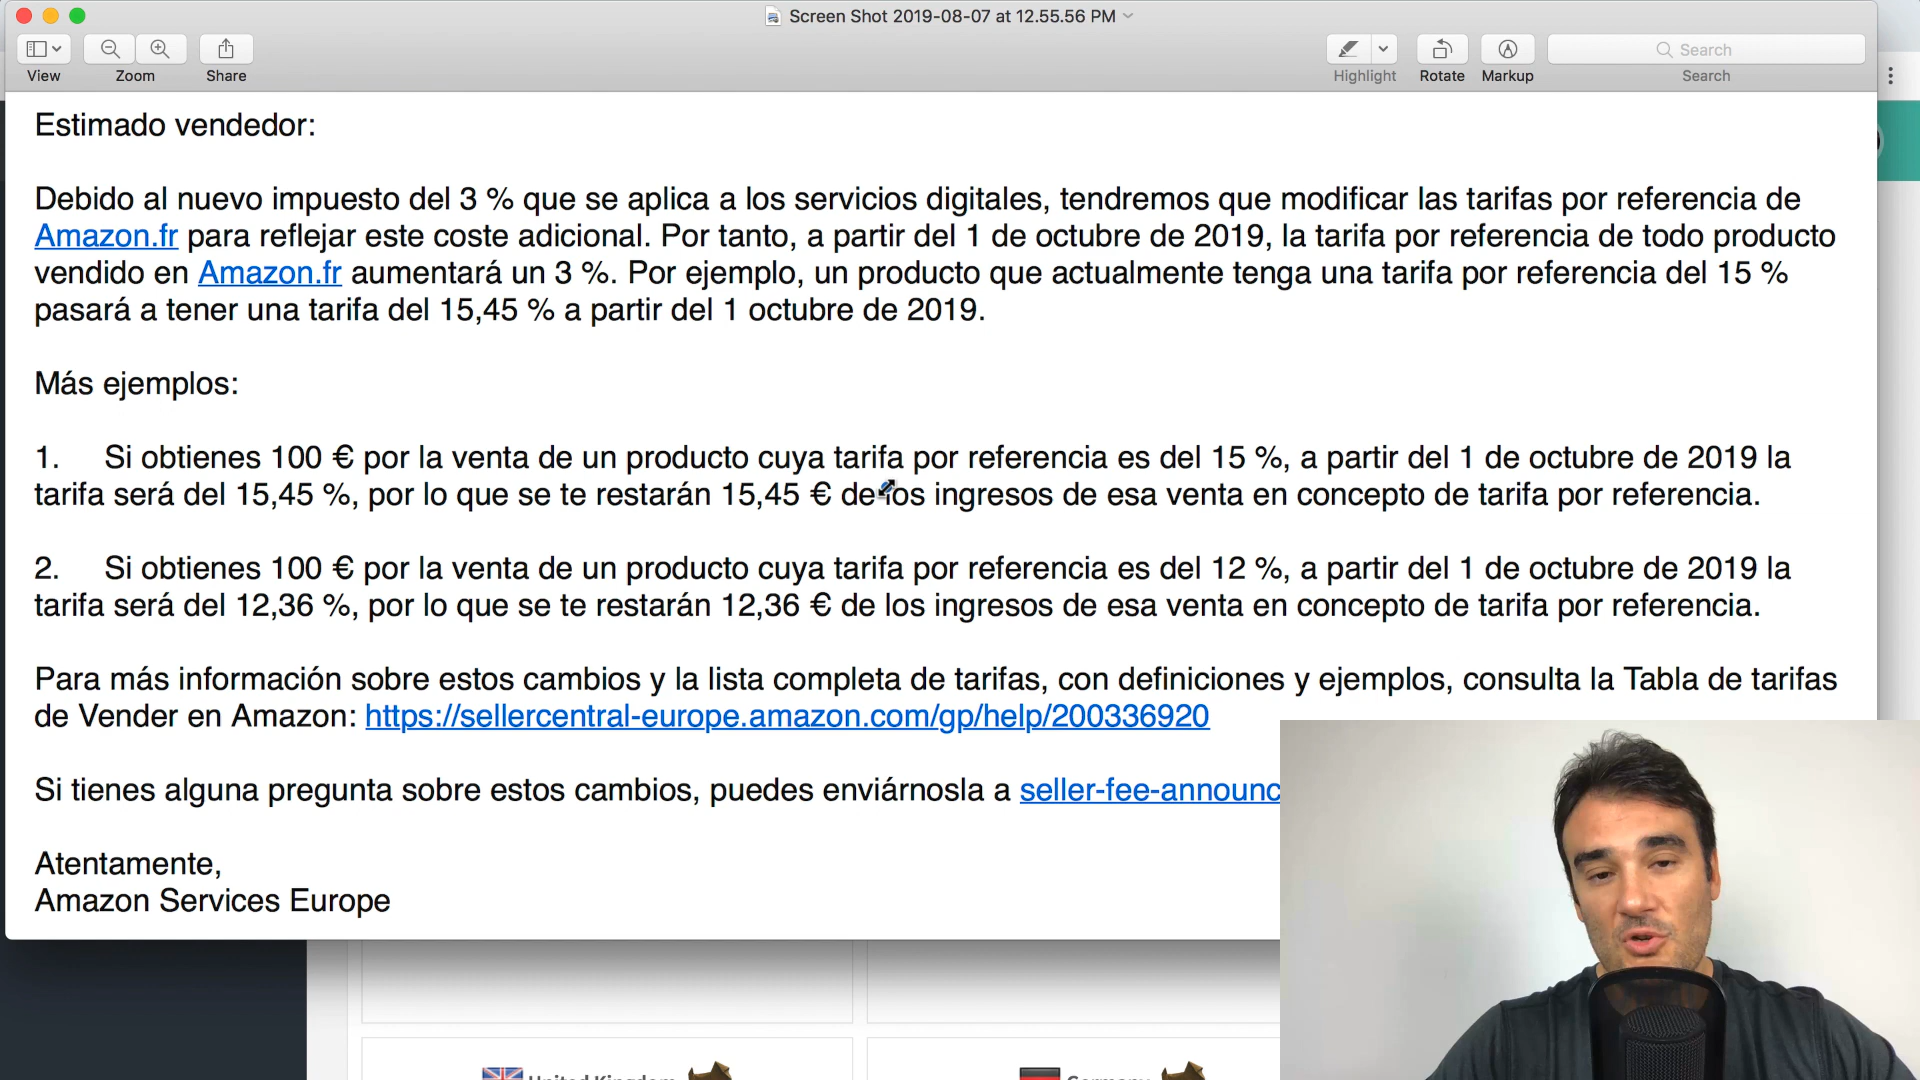 Screen Shot 2019-08-07 at 12.55.56 PM
View
Zoom
Share
Highlight
Rotate
Markup
Search
Search
Estimado vendedor:
Debido al nuevo impuesto del 3 % que se aplica a los servicios digitales, tendremos que modificar las tarifas por referencia de
Amazon.fr para reflejar este coste adicional. Por tanto, a partir del 1 de octubre de 2019, la tarifa por referencia de todo producto
vendido en Amazon.fr aumentará un 3 %. Por ejemplo, un producto que actualmente tenga una tarifa por referencia del 15 %
pasará a tener una tarifa del 15,45 % a partir del 1 octubre de 2019.
Más ejemplos:
1. Si obtienes 100 € por la venta de un producto cuya tarifa por referencia es del 15 %, a partir del 1 de octubre de 2019 la
tarifa será del 15,45 %, por lo que se te restarán 15,45 € de los ingresos de esa venta en concepto de tarifa por referencia.
2. Si obtienes 100 € por la venta de un producto cuya tarifa por referencia es del 12 %, a partir del 1 de octubre de 2019 la
tarifa será del 12,36 %, por lo que se te restarán 12,36 € de los ingresos de esa venta en concepto de tarifa por referencia.
Para más información sobre estos cambios y la lista completa de tarifas, con definiciones y ejemplos, consulta la Tabla de tarifas
de Vender en Amazon: https://sellercentral-europe.amazon.com/gp/help/200336920
Si tienes alguna pregunta sobre estos cambios, puedes enviárnosla a seller-fee-announc
Atentamente,
Amazon Services Europe
United Kingdom
Germany